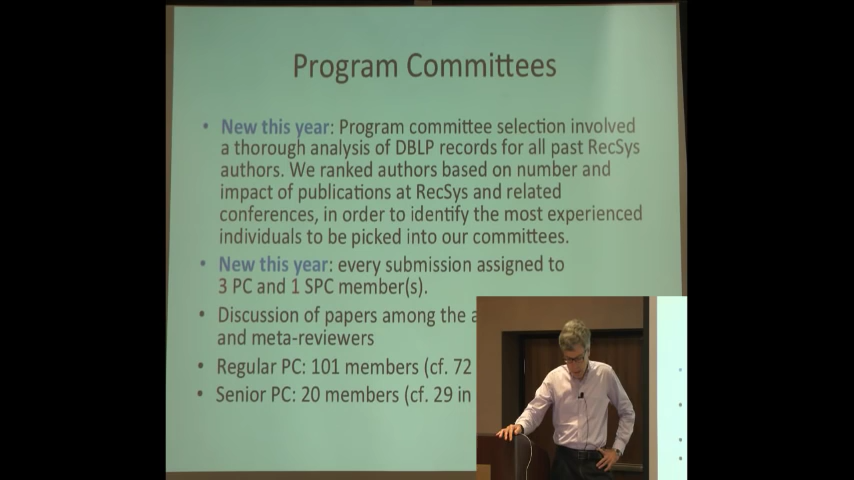 Program Committees
• New this year: Program committee selection involved
a thorough analysis of DBLP records for all past RecSys
authors. We ranked authors based on number and
impact of publications at RecSys and related
conferences, in order to identify the most experienced
individuals to be picked into our committees.
• New this year: every submission assigned to
3 PC and 1 SPC member(s).
• Discussion of papers among the a
and meta-reviewers
• Regular PC: 101 members (cf. 72
• Senior PC: 20 members (cf. 29 in